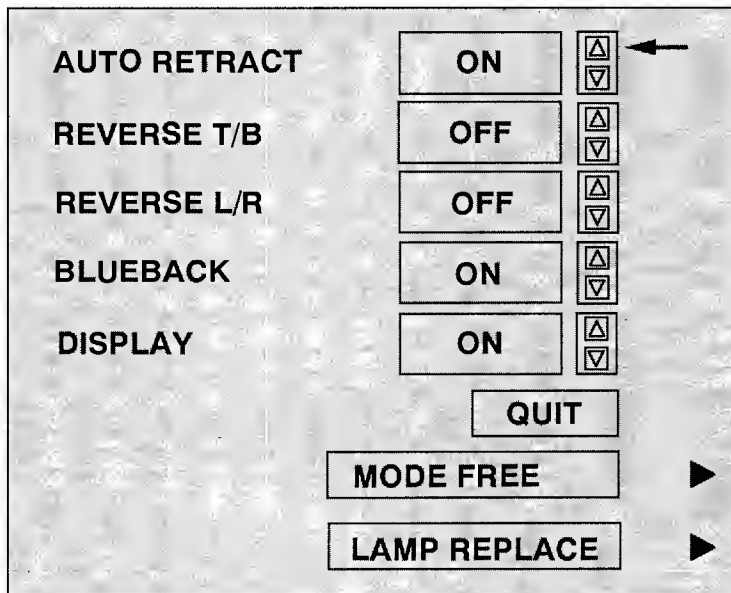 AUTO RETRACT ON
REVERSE T/B OFF
REVERSE L/R OFF
BLUEBACK ON
DISPLAY ON
QUIT
MODE FREE
LAMP REPLACE